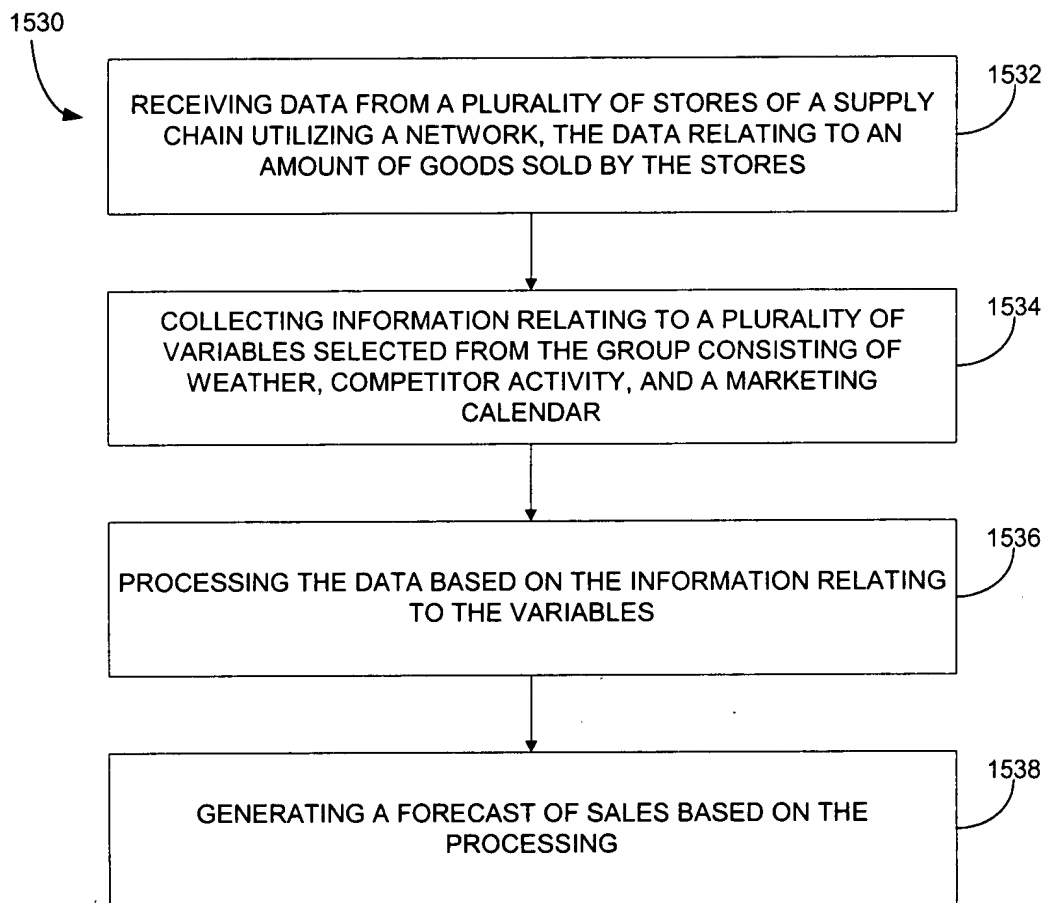 1530
1532
RECEIVING DATA FROM A PLURALITY OF STORES OF A SUPPLY
CHAIN UTILIZING A NETWORK, THE DATA RELATING TO AN
AMOUNT OF GOODS SOLD BY THE STORES
1534
COLLECTING INFORMATION RELATING TO A PLURALITY OF
VARIABLES SELECTED FROM THE GROUP CONSISTING OF
WEATHER, COMPETITOR ACTIVITY, AND A MARKETING
CALENDAR
1536
PROCESSING THE DATA BASED ON THE INFORMATION RELATING
TO THE VARIABLES
1538
GENERATING A FORECAST OF SALES BASED ON THE
PROCESSING